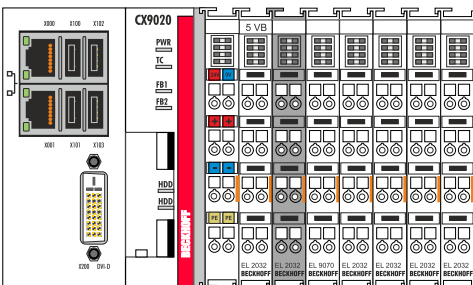 X000 X100 X102
CX9020
5 VB
PWR
TC
FB1
FB2
24V 0V
+ +
- -
X001 X101 X103
HDD
HDD
BECKHOFF
PE PE
X200 DVI-D
EL 2032 EL 2032 EL 9070 EL 2032 EL 2032 EL 2032 EL 2032
BECKHOFF BECKHOFF BECKHOFF BECKHOFF BECKHOFF BECKHOFF BECKHOFF